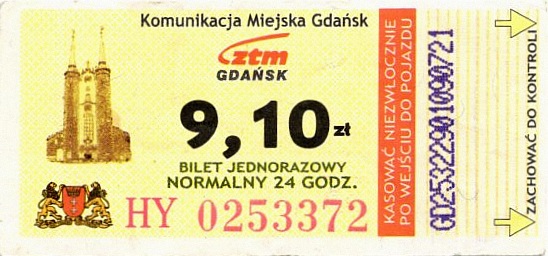 Komunikacja Miejska Gdańsk
ztm
GDAŃSK
9,10 zł
BILET JEDNORAZOWY
NORMALNY 24 GODZ.
HY 0253372
KASOWAĆ NIEZWŁOCZNIE
PO WEJŚCIU DO POJAZDU
GD25322901090721
ZACHOWAĆ DO KONTROLI